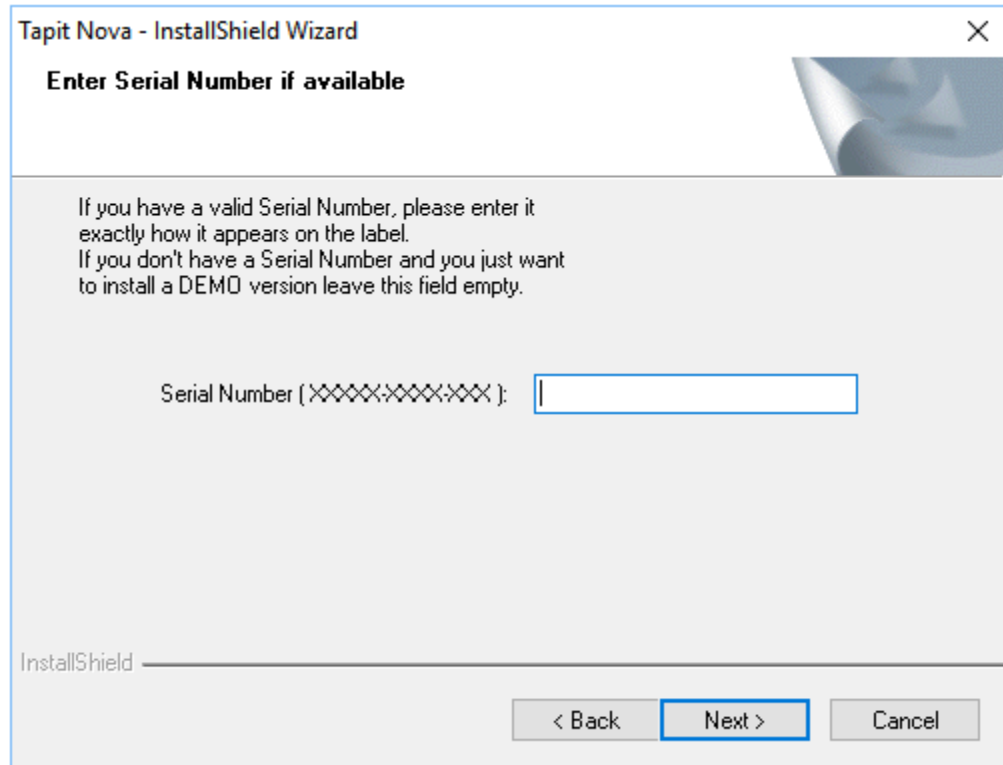 Tapit Nova - InstallShield Wizard
Enter Serial Number if available
If you have a valid Serial Number, please enter it
exactly how it appears on the label.
If you don't have a Serial Number and you just want
to install a DEMO version leave this field empty.
Serial Number ( XXXXX-XXXX-XXX ):
InstallShield
< Back Next > Cancel